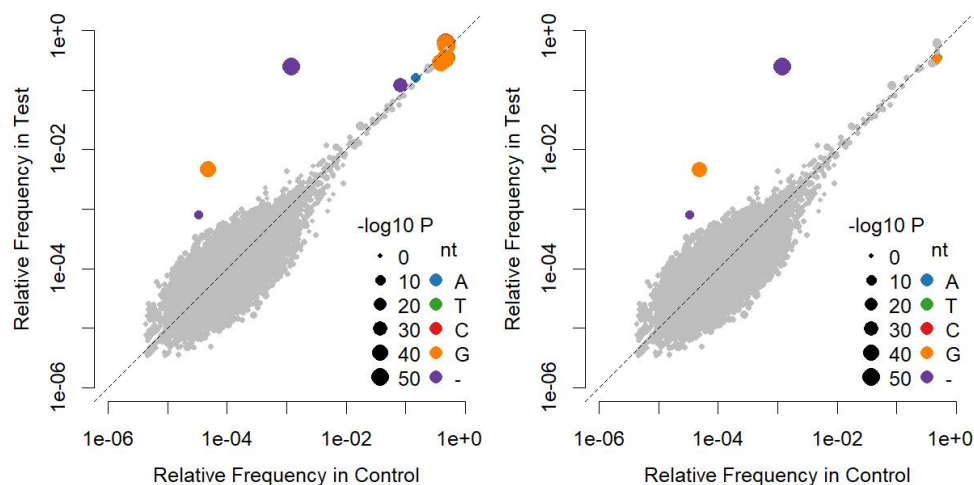 1e+0
1e-02
1e-04
1e-06
Relative Frequency in Test
-log10 P
nt
0
10 A
20 T
30 C
40 G
50 -
1e-06 1e-04 1e-02 1e+0
Relative Frequency in Control
1e+0
1e-02
1e-04
1e-06
Relative Frequency in Test
-log10 P
nt
0
10 A
20 T
30 C
40 G
50 -
1e-06 1e-04 1e-02 1e+0
Relative Frequency in Control